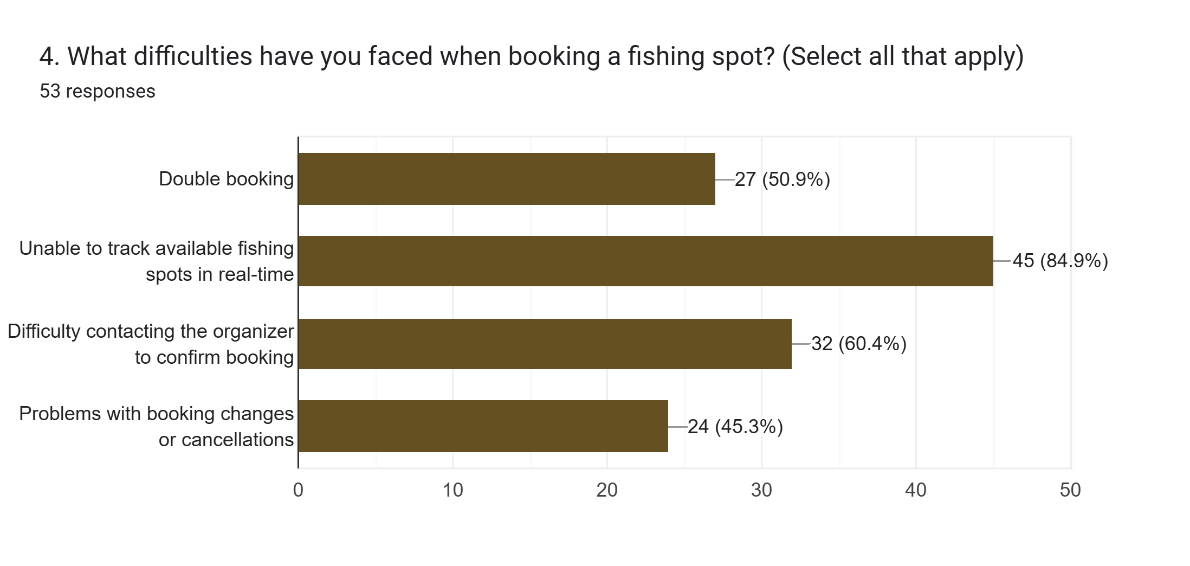 4. What difficulties have you faced when booking a fishing spot? (Select all that apply)
53 responses
Double booking
27 (50.9%)
Unable to track available fishing
spots in real-time
45 (84.9%)
Difficulty contacting the organizer
to confirm booking
32 (60.4%)
Problems with booking changes
or cancellations
24 (45.3%)
0 10 20 30 40 50